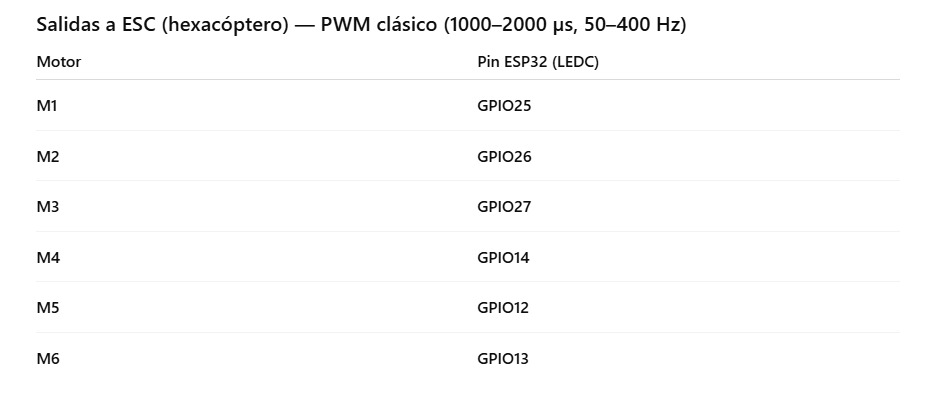 Salidas a ESC (hexacóptero) — PWM clásico (1000–2000 µs, 50–400 Hz)
Motor Pin ESP32 (LEDC)
M1 GPIO25
M2 GPIO26
M3 GPIO27
M4 GPIO14
M5 GPIO12
M6 GPIO13